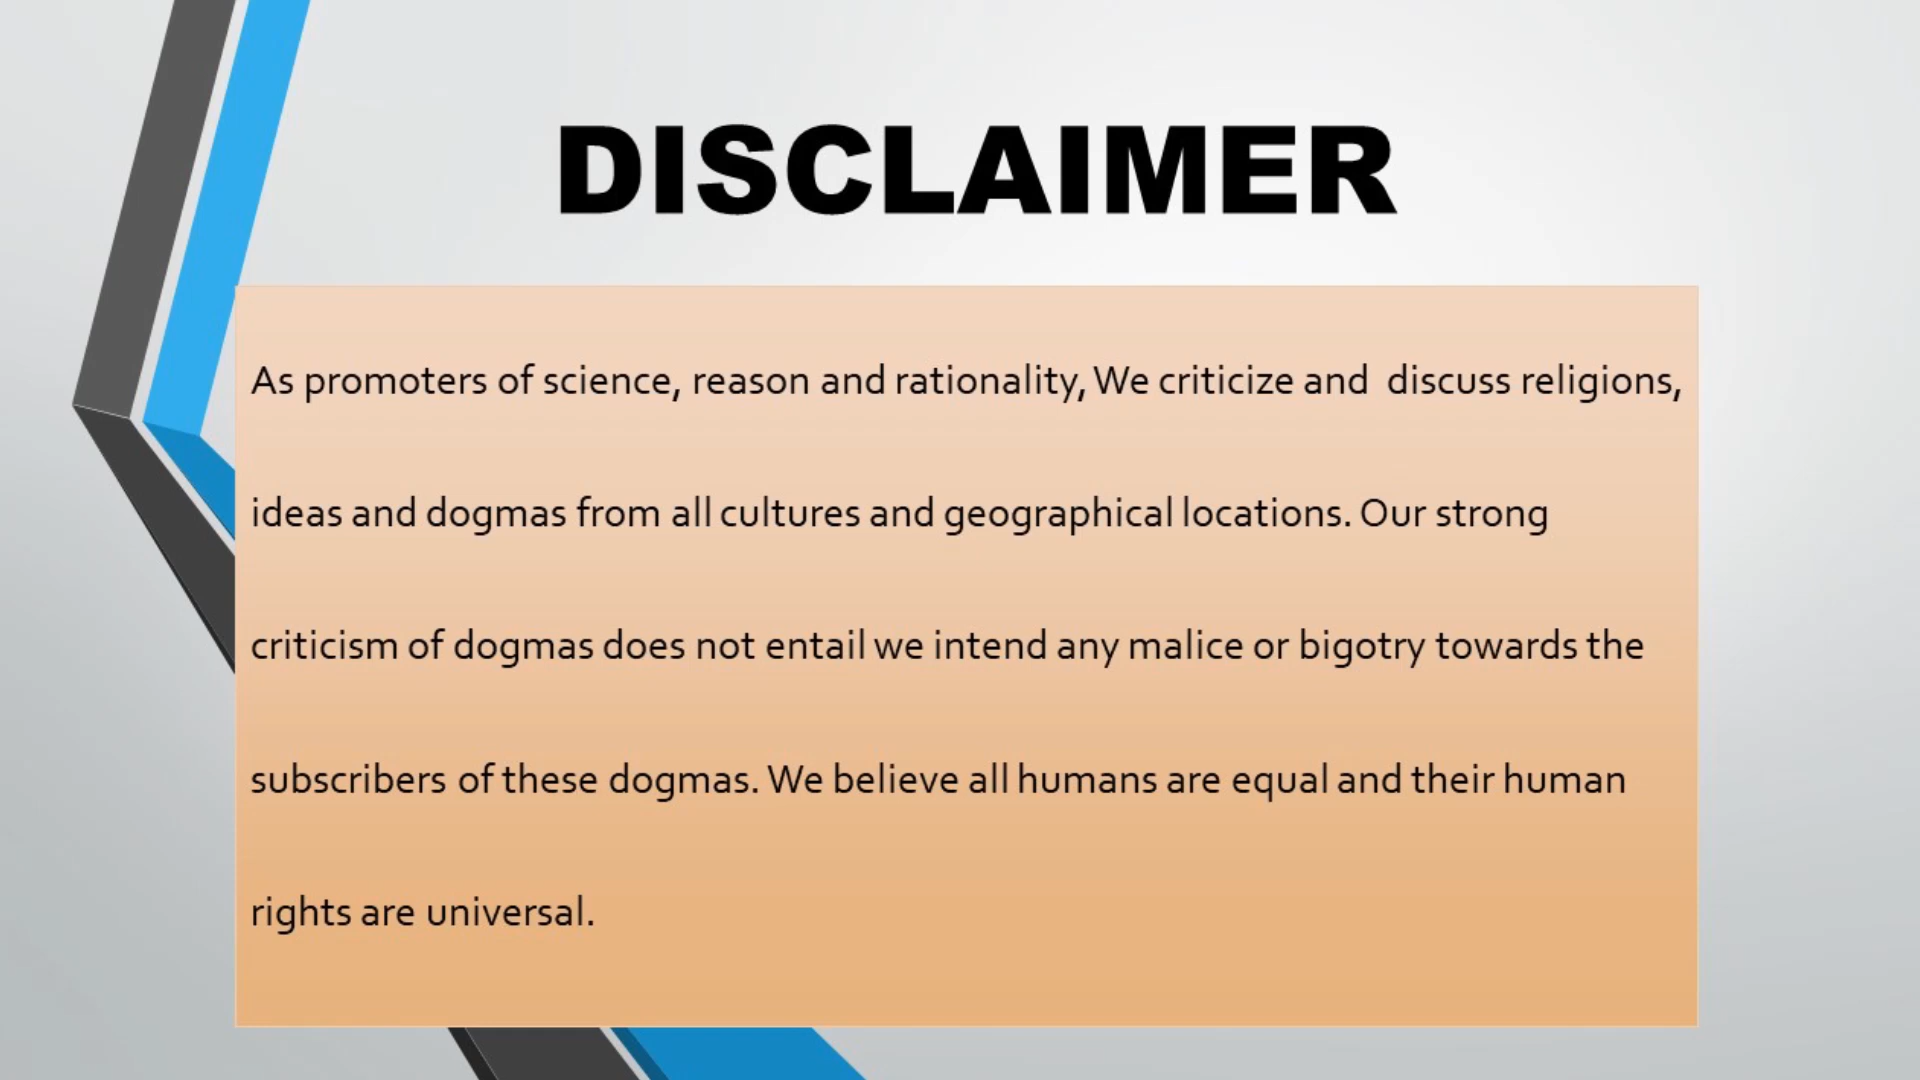 DISCLAIMER
As promoters of science, reason and rationality, We criticize and discuss religions,
ideas and dogmas from all cultures and geographical locations. Our strong
criticism of dogmas does not entail we intend any malice or bigotry towards the
subscribers of these dogmas. We believe all humans are equal and their human
rights are universal.